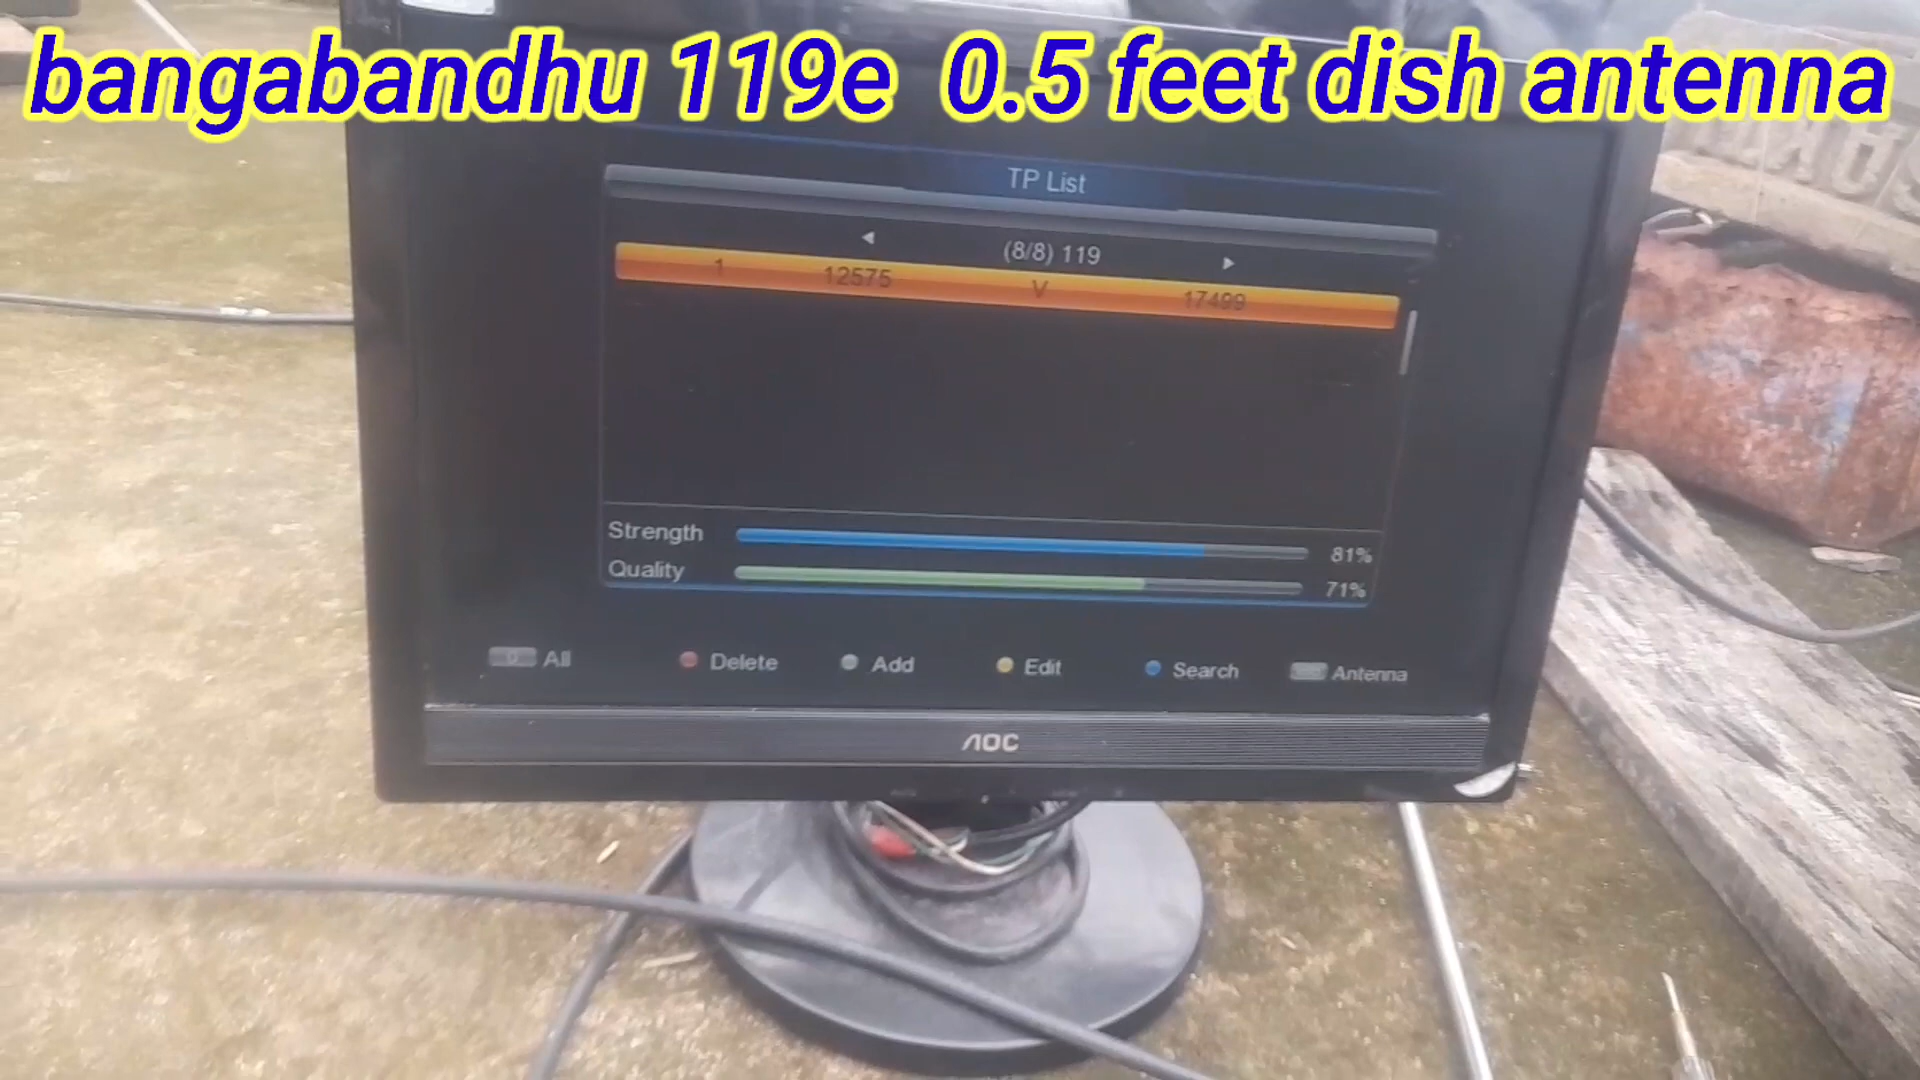 bangabandhu 119e 0.5 feet dish antenna
TP List
(8/8) 119
1 12575 V 17499
Strength 81%
Quality 71%
All Delete Add Edit Search Antenna
AOC